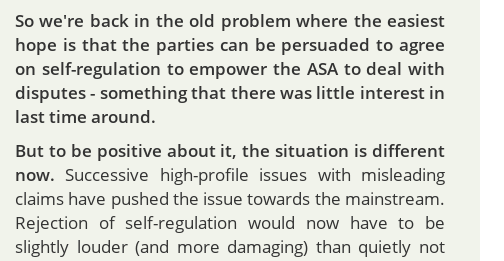 So we're back in the old problem where the easiest
hope is that the parties can be persuaded to agree
on self-regulation to empower the ASA to deal with
disputes - something that there was little interest in
last time around.
But to be positive about it, the situation is different
now. Successive high-profile issues with misleading
claims have pushed the issue towards the mainstream.
Rejection of self-regulation would now have to be
slightly louder (and more damaging) than quietly not